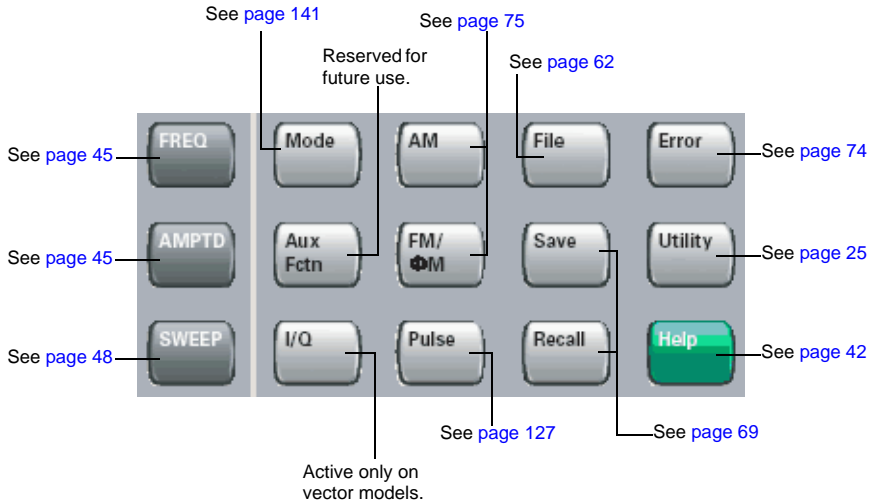 See page 141
See page 75
Reserved for
future use.
See page 62
See page 45
FREQ
Mode
AM
File
Error
See page 74
See page 45
AMPTD
Aux
Fctn
FM/
ΦM
Save
Utility
See page 25
See page 48
SWEEP
I/Q
Pulse
Recall
Help
See page 42
See page 127
See page 69
Active only on
vector models.